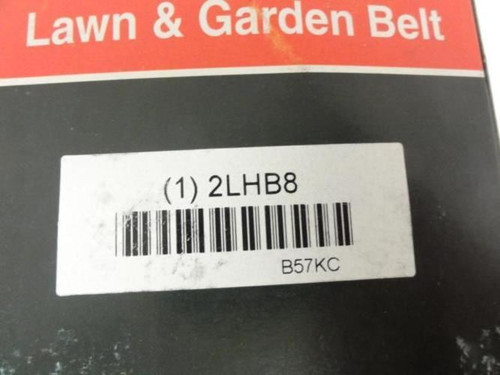 Lawn & Garden Belt
(1) 2LHB8
B57KC